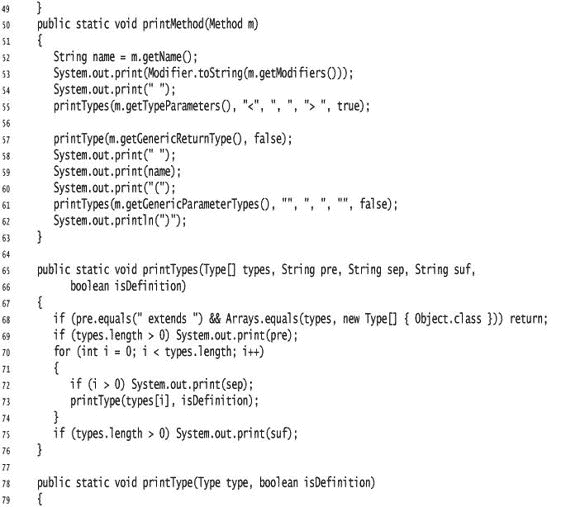 49 }
50 public static void printMethod(Method m)
51 {
52 String name = m.getName();
53 System.out.print(Modifier.toString(m.getModifiers()));
54 System.out.print(" ");
55 printTypes(m.getTypeParameters(), "<", ", ", "> ", true);
56
57 printType(m.getGenericReturnType(), false);
58 System.out.print(" ");
59 System.out.print(name);
60 System.out.print("(");
61 printTypes(m.getGenericParameterTypes(), "", ", ", "", false);
62 System.out.println(")");
63 }
64
65 public static void printTypes(Type[] types, String pre, String sep, String suf,
66 boolean isDefinition)
67 {
68 if (pre.equals(" extends ") && Arrays.equals(types, new Type[] { Object.class })) return;
69 if (types.length > 0) System.out.print(pre);
70 for (int i = 0; i < types.length; i++)
71 {
72 if (i > 0) System.out.print(sep);
73 printType(types[i], isDefinition);
74 }
75 if (types.length > 0) System.out.print(suf);
76 }
77
78 public static void printType(Type type, boolean isDefinition)
79 {